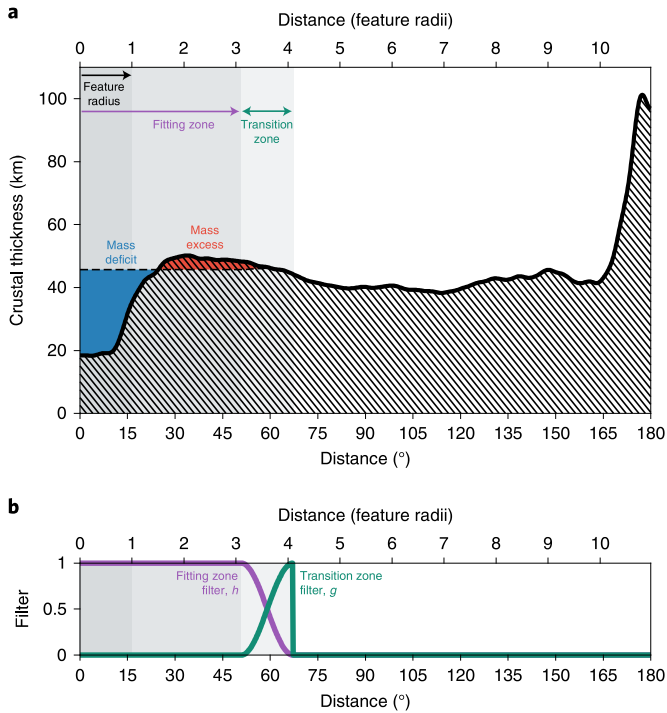 a
Distance (feature radii)
0 1 2 3 4 5 6 7 8 9 10
Feature
radius
Fitting zone
Transition
zone
Mass
deficit
Mass
excess
Crustal thickness (km)
100
80
60
40
20
0
0 15 30 45 60 75 90 105 120 135 150 165 180
Distance (°)
b
Distance (feature radii)
0 1 2 3 4 5 6 7 8 9 10
Fitting zone
filter, h
Transition zone
filter, g
Filter
1
0.5
0
0 15 30 45 60 75 90 105 120 135 150 165 180
Distance (°)